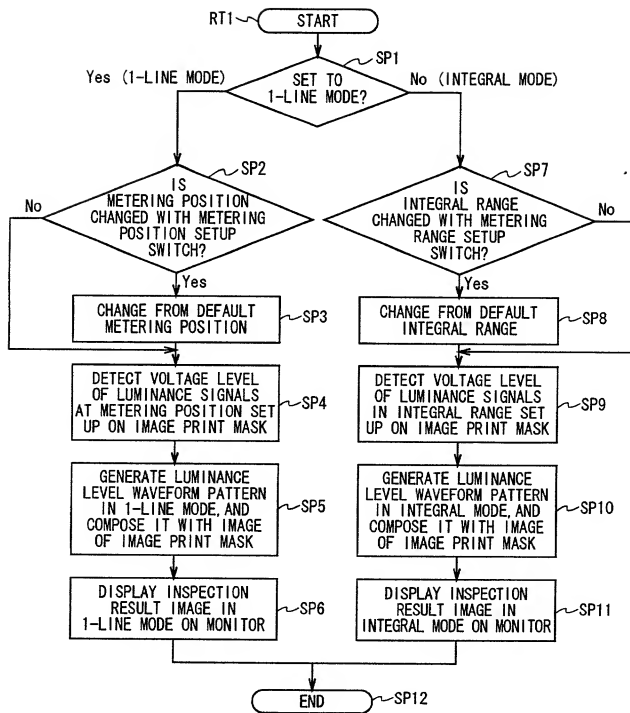 RT1
START
SP1
Yes (1-LINE MODE)
SET TO
1-LINE MODE?
No (INTEGRAL MODE)
SP2
IS
METERING POSITION
CHANGED WITH METERING
POSITION SETUP
SWITCH?
No
Yes
SP7
IS
INTEGRAL RANGE
CHANGED WITH METERING
RANGE SETUP
SWITCH?
No
Yes
CHANGE FROM DEFAULT
METERING POSITION
SP3
CHANGE FROM DEFAULT
INTEGRAL RANGE
SP8
DETECT VOLTAGE LEVEL
OF LUMINANCE SIGNALS
AT METERING POSITION SET
UP ON IMAGE PRINT MASK
SP4
DETECT VOLTAGE LEVEL
OF LUMINANCE SIGNALS
IN INTEGRAL RANGE SET
UP ON IMAGE PRINT MASK
SP9
GENERATE LUMINANCE
LEVEL WAVEFORM PATTERN
IN 1-LINE MODE, AND
COMPOSE IT WITH IMAGE
OF IMAGE PRINT MASK
SP5
GENERATE LUMINANCE
LEVEL WAVEFORM PATTERN
IN INTEGRAL MODE, AND
COMPOSE IT WITH IMAGE
OF IMAGE PRINT MASK
SP10
DISPLAY INSPECTION
RESULT IMAGE IN
1-LINE MODE ON MONITOR
SP6
DISPLAY INSPECTION
RESULT IMAGE IN
INTEGRAL MODE ON MONITOR
SP11
END
SP12